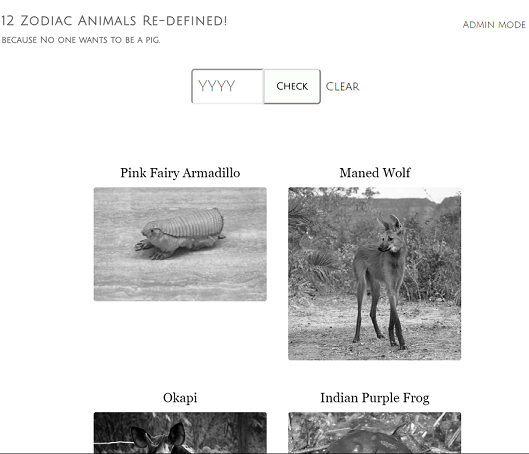 12 Zodiac Animals Re-defined!
because No one wants to be a pig.
Admin mode
YYYY
Check
Clear
Pink Fairy Armadillo
Maned Wolf
Okapi
Indian Purple Frog